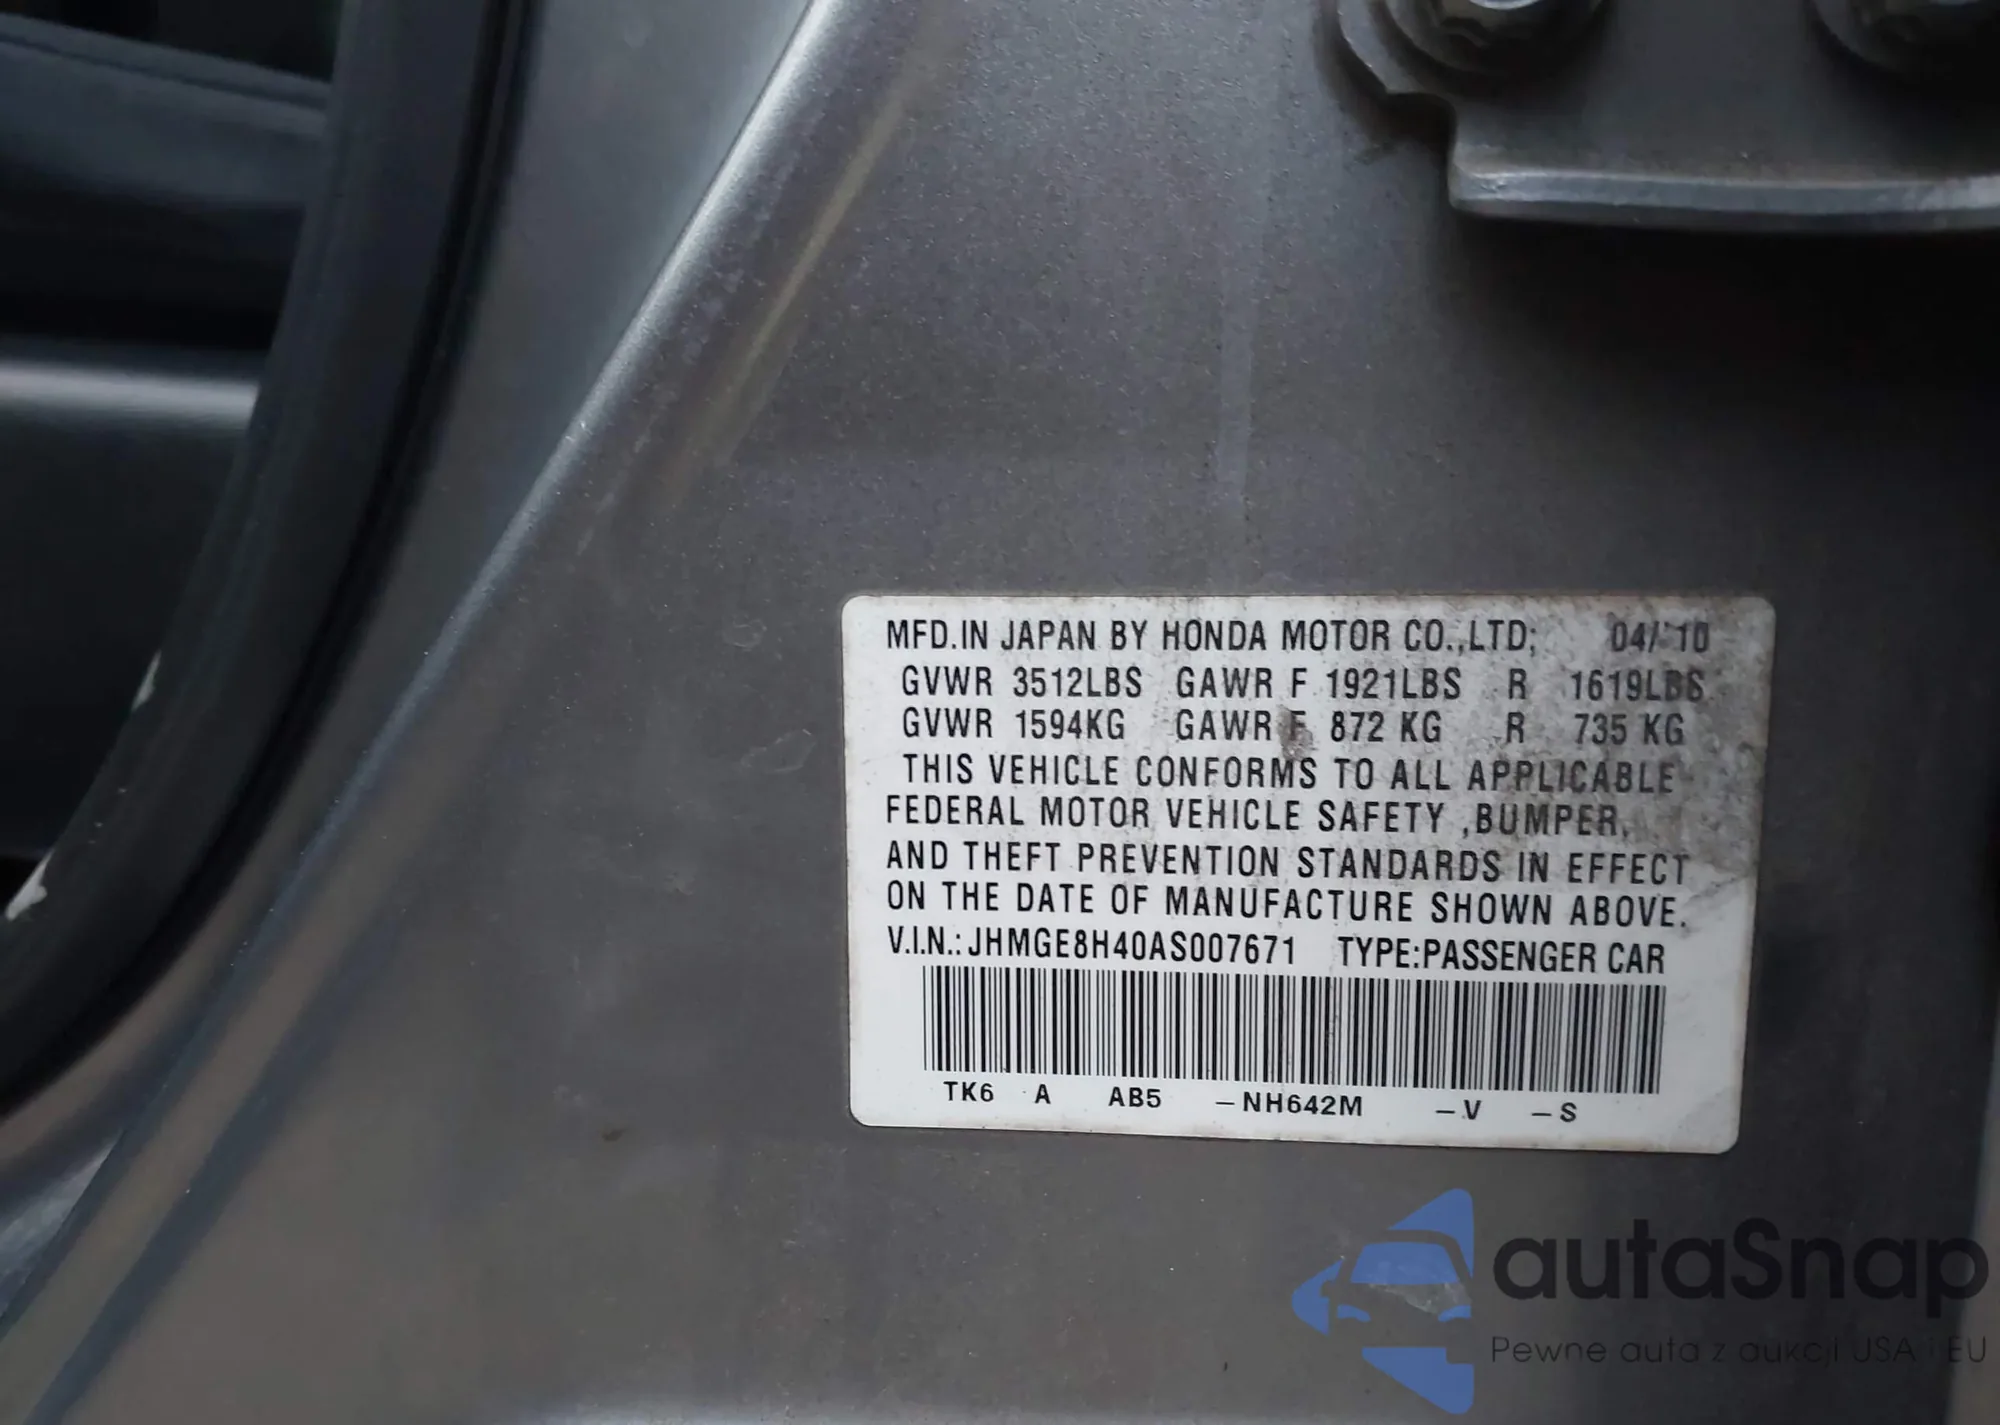 MFD.IN JAPAN BY HONDA MOTOR CO.,LTD; 04/'10
GVWR 3512LBS GAWR F 1921LBS R 1619LBS
GVWR 1594KG GAWR F 872 KG R 735 KG
THIS VEHICLE CONFORMS TO ALL APPLICABLE
FEDERAL MOTOR VEHICLE SAFETY ,BUMPER,
AND THEFT PREVENTION STANDARDS IN EFFECT
ON THE DATE OF MANUFACTURE SHOWN ABOVE.
V.I.N.: JHMGE8H40AS007671 TYPE:PASSENGER CAR
TK6 A AB5 –NH642M –V –S
autaSnap
Pewne auta z aukcji USA i EU